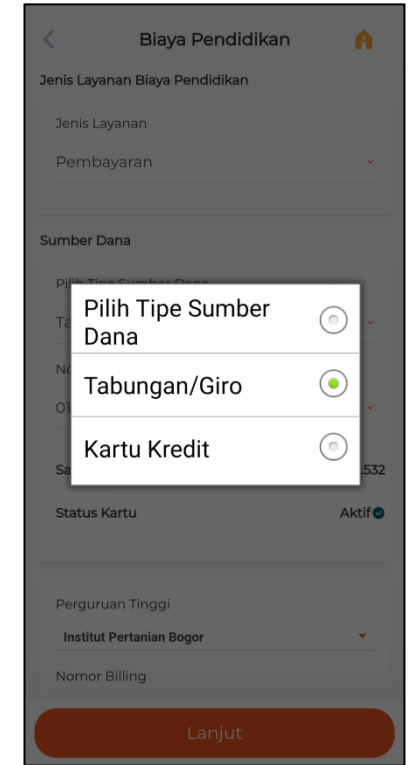 Biaya Pendidikan
Jenis Layanan Biaya Pendidikan
Jenis Layanan
Pembayaran
Sumber Dana
Pilih Tipe Sumber
Dana
Tabungan/Giro
Kartu Kredit
.532
Status Kartu
Aktif
Perguruan Tinggi
Institut Pertanian Bogor
Nomor Billing
Lanjut